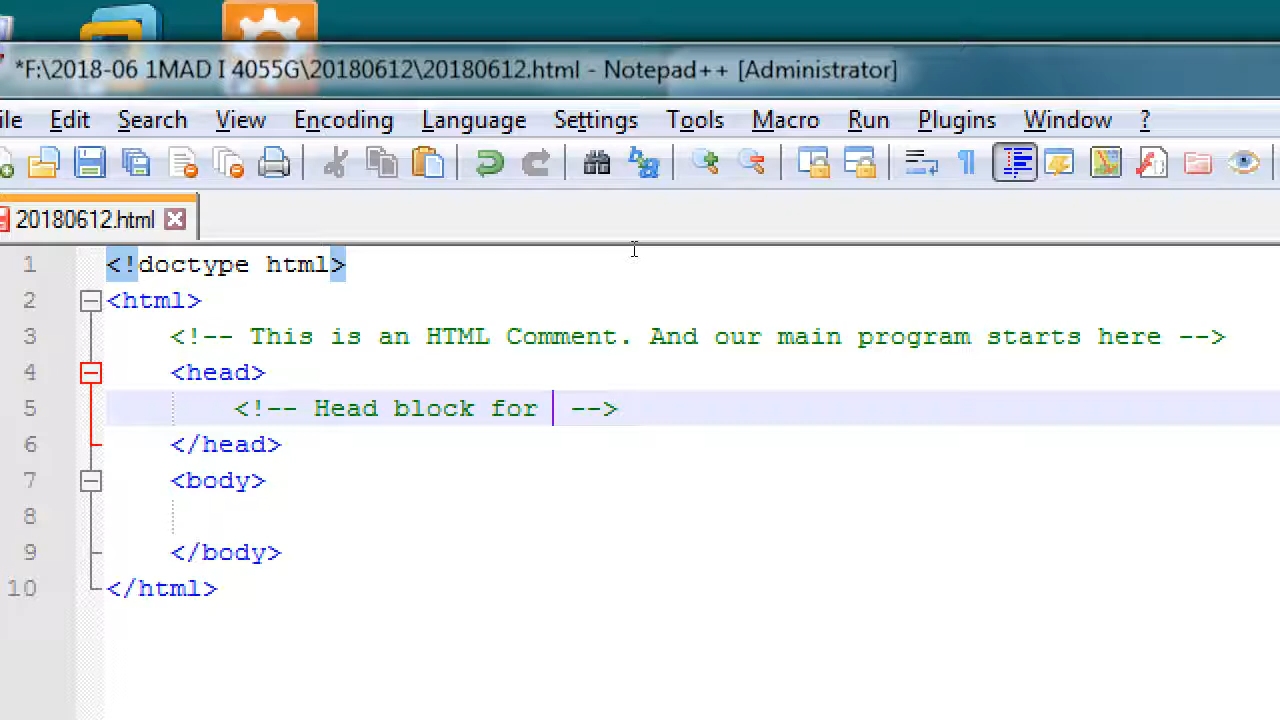 *F:\2018-06 1MAD I 4055G\20180612\20180612.html - Notepad++ [Administrator]
ile Edit Search View Encoding Language Settings Tools Macro Run Plugins Window ?
20180612.html
1 <!doctype html>
2 <html>
3 <!-- This is an HTML Comment. And our main program starts here -->
4 <head>
5 <!-- Head block for  -->
6 </head>
7 <body>
8
9 </body>
10 </html>